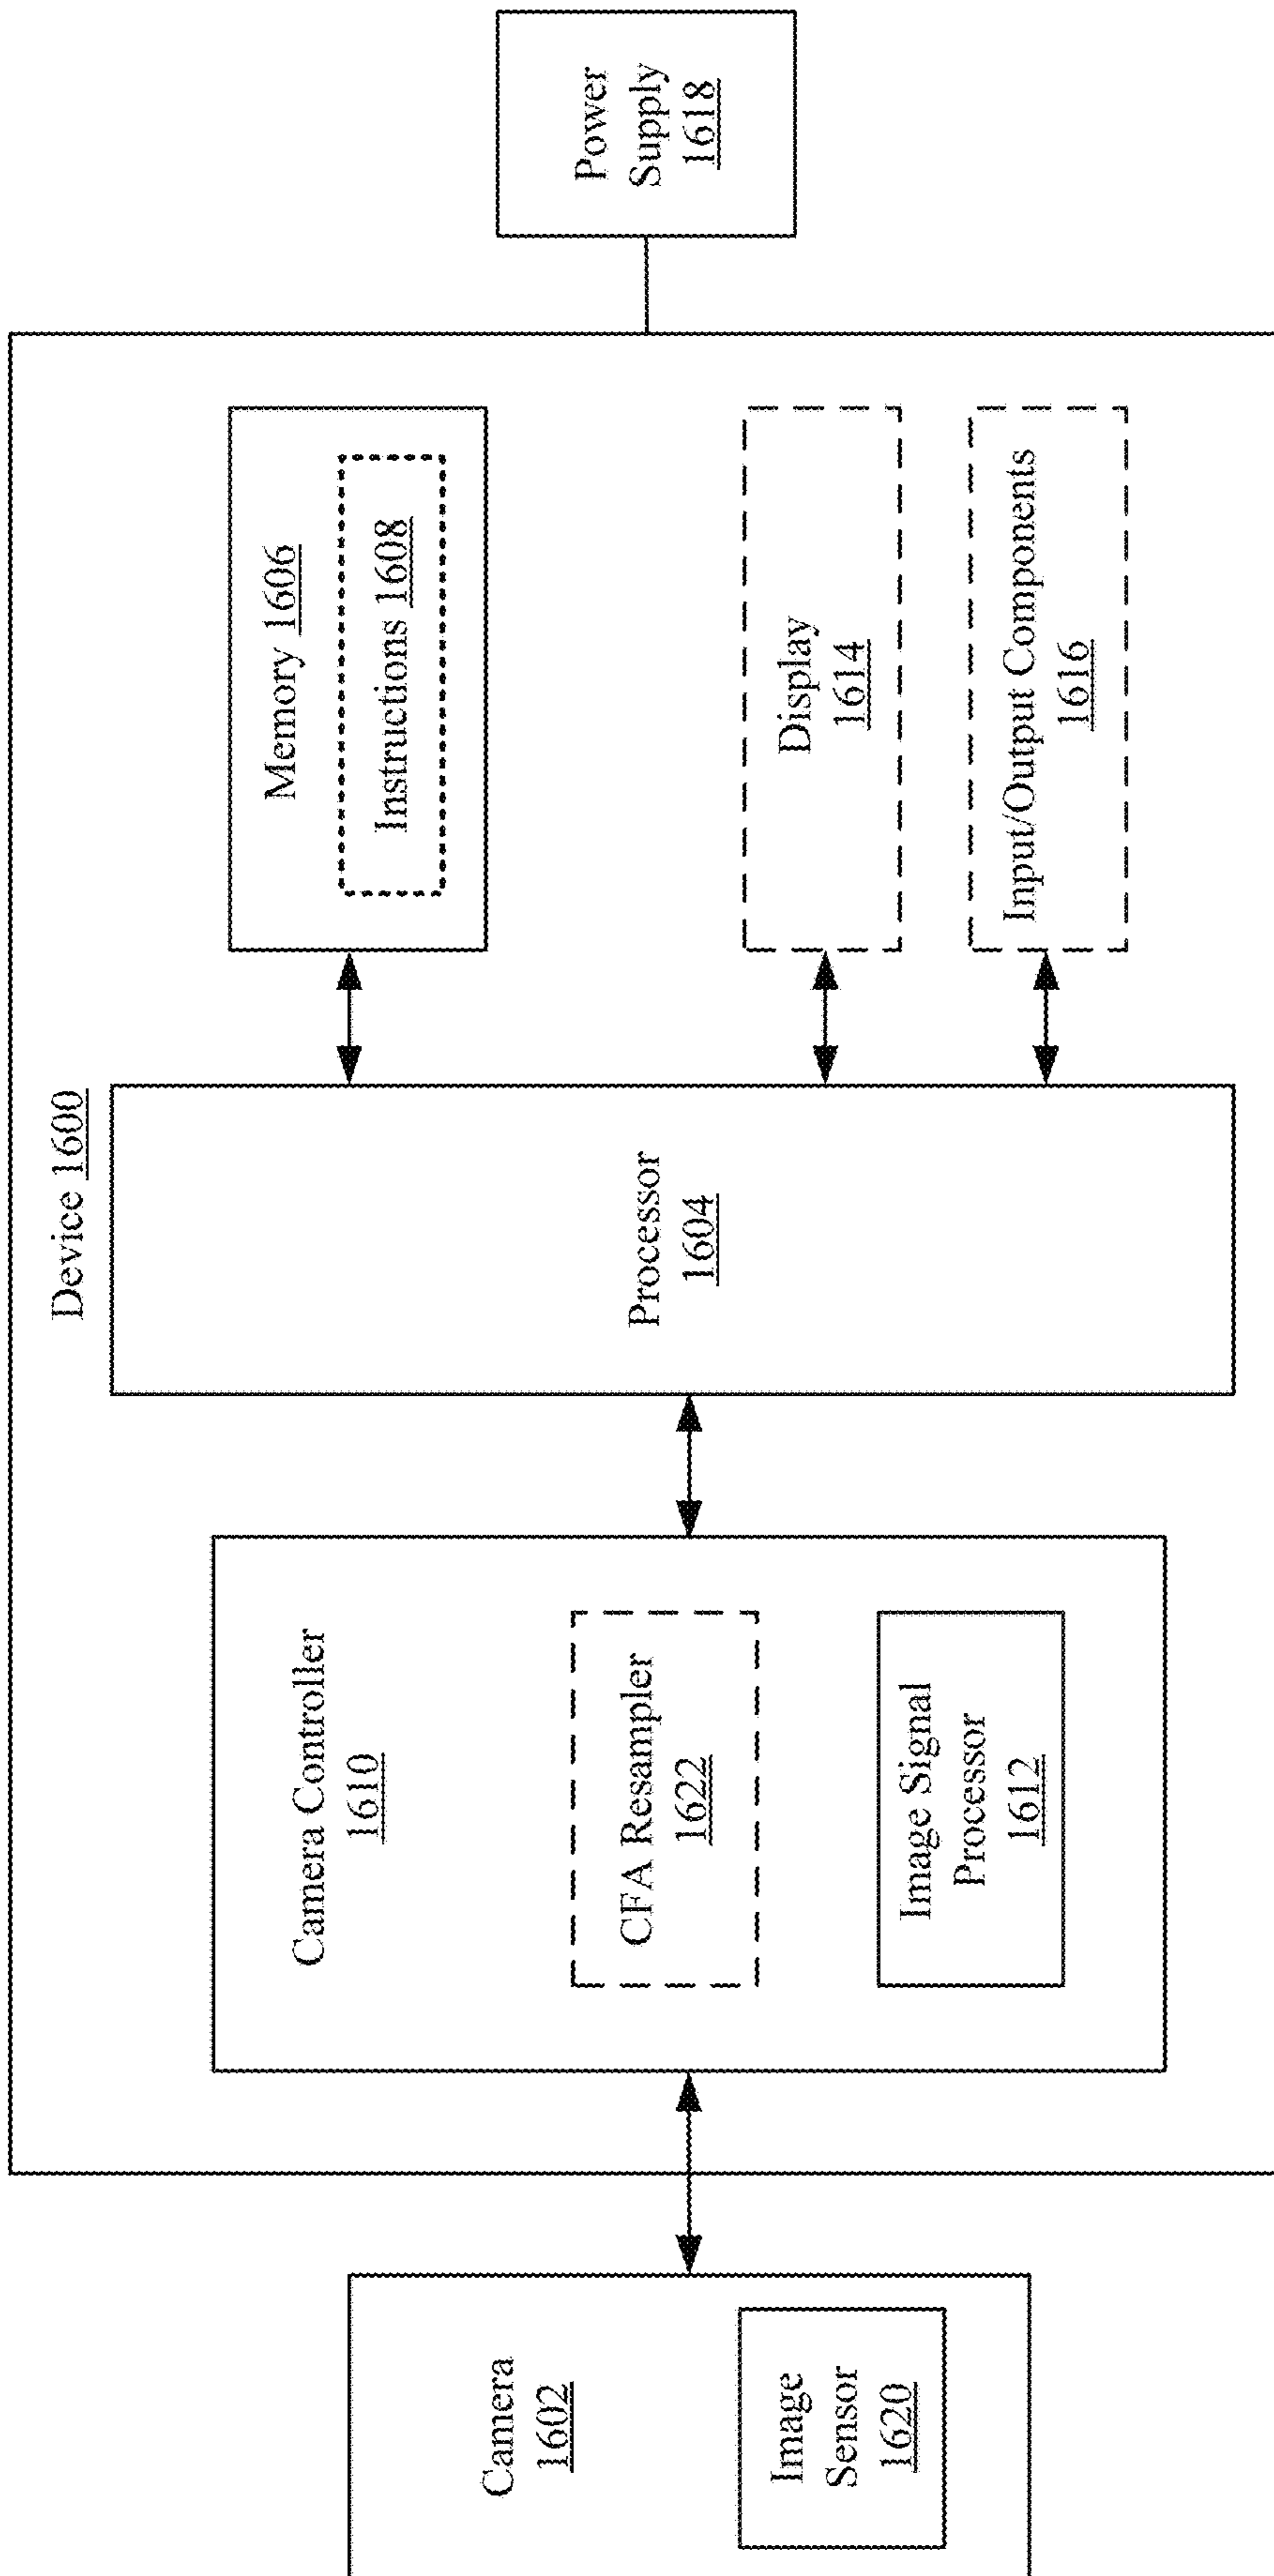 Device 1600
Camera
1602
Image
Sensor
1620
Camera Controller
1610
CFA Resampler
1622
Image Signal
Processor
1612
Processor
1604
Memory 1606
Instructions 1608
Display
1614
Input/Output Components
1616
Power
Supply
1618